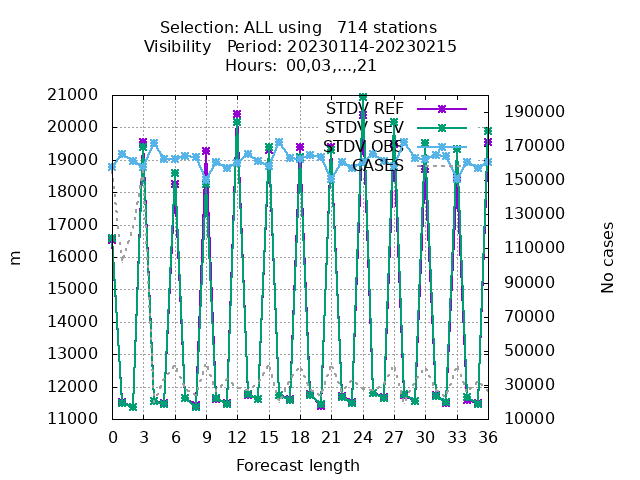 Selection: ALL using   714 stations
Visibility   Period: 20230114-20230215
Hours: 00,03,...,21
21000
20000
19000
18000
17000
16000
15000
14000
13000
12000
11000
190000
170000
150000
130000
110000
90000
70000
50000
30000
10000
STDV REF
STDV SEV
STDV OBS
CASES
m
No cases
0 3 6 9 12 15 18 21 24 27 30 33 36
Forecast length